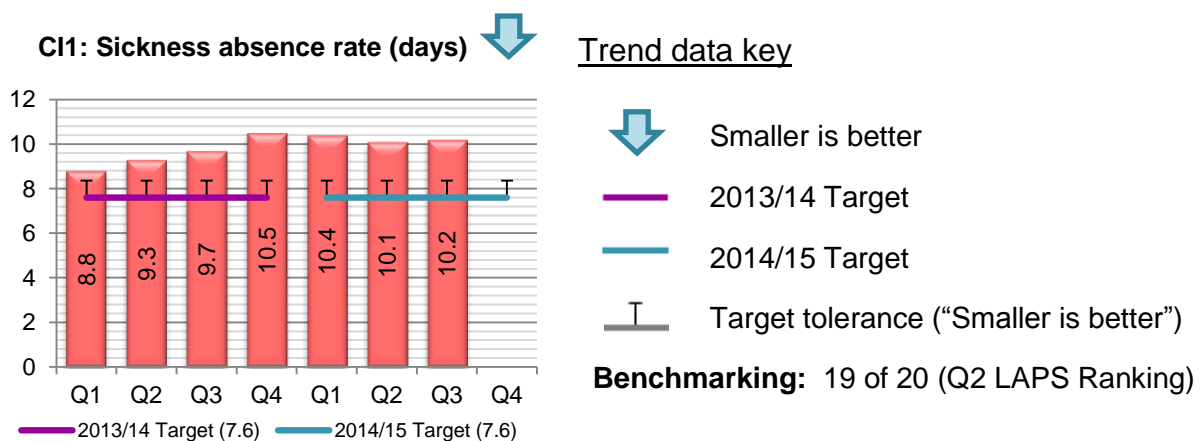 CI1: Sickness absence rate (days)
12
10
8
6
4
2
0
8.8
9.3
9.7
10.5
10.4
10.1
10.2
Q1 Q2 Q3 Q4 Q1 Q2 Q3 Q4
2013/14 Target (7.6) 2014/15 Target (7.6)
Trend data key
Smaller is better
2013/14 Target
2014/15 Target
Target tolerance (“Smaller is better”)
Benchmarking: 19 of 20 (Q2 LAPS Ranking)